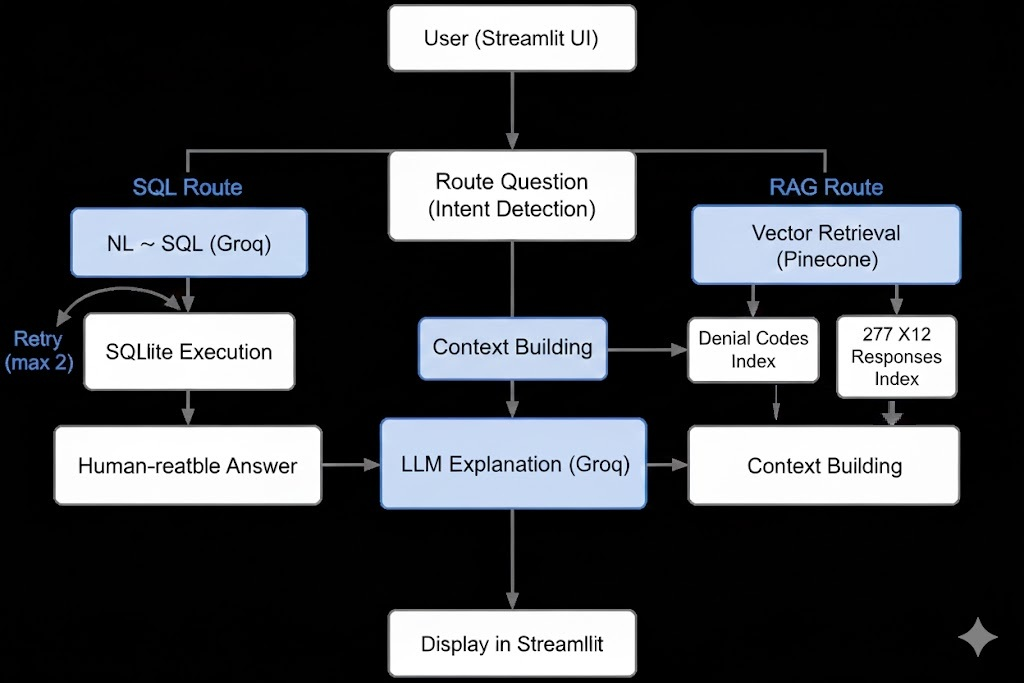 User (Streamlit UI)
SQL Route
Route Question
(Intent Detection)
RAG Route
NL ~ SQL (Groq)
Vector Retrieval
(Pinecone)
Retry
(max 2)
SQLlite Execution
Context Building
Denial Codes
Index
277 X12
Responses
Index
Human-reatble Answer
LLM Explanation (Groq)
Context Building
Display in Streamllit